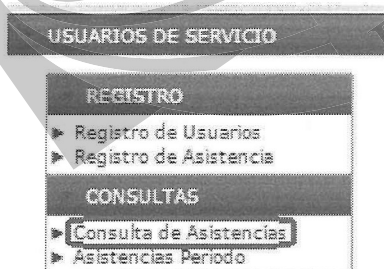 USUARIOS DE SERVICIO
REGISTRO
Registro de Usuarios
Registro de Asistencia
CONSULTAS
Consulta de Asistencias
Asistencias Periodo